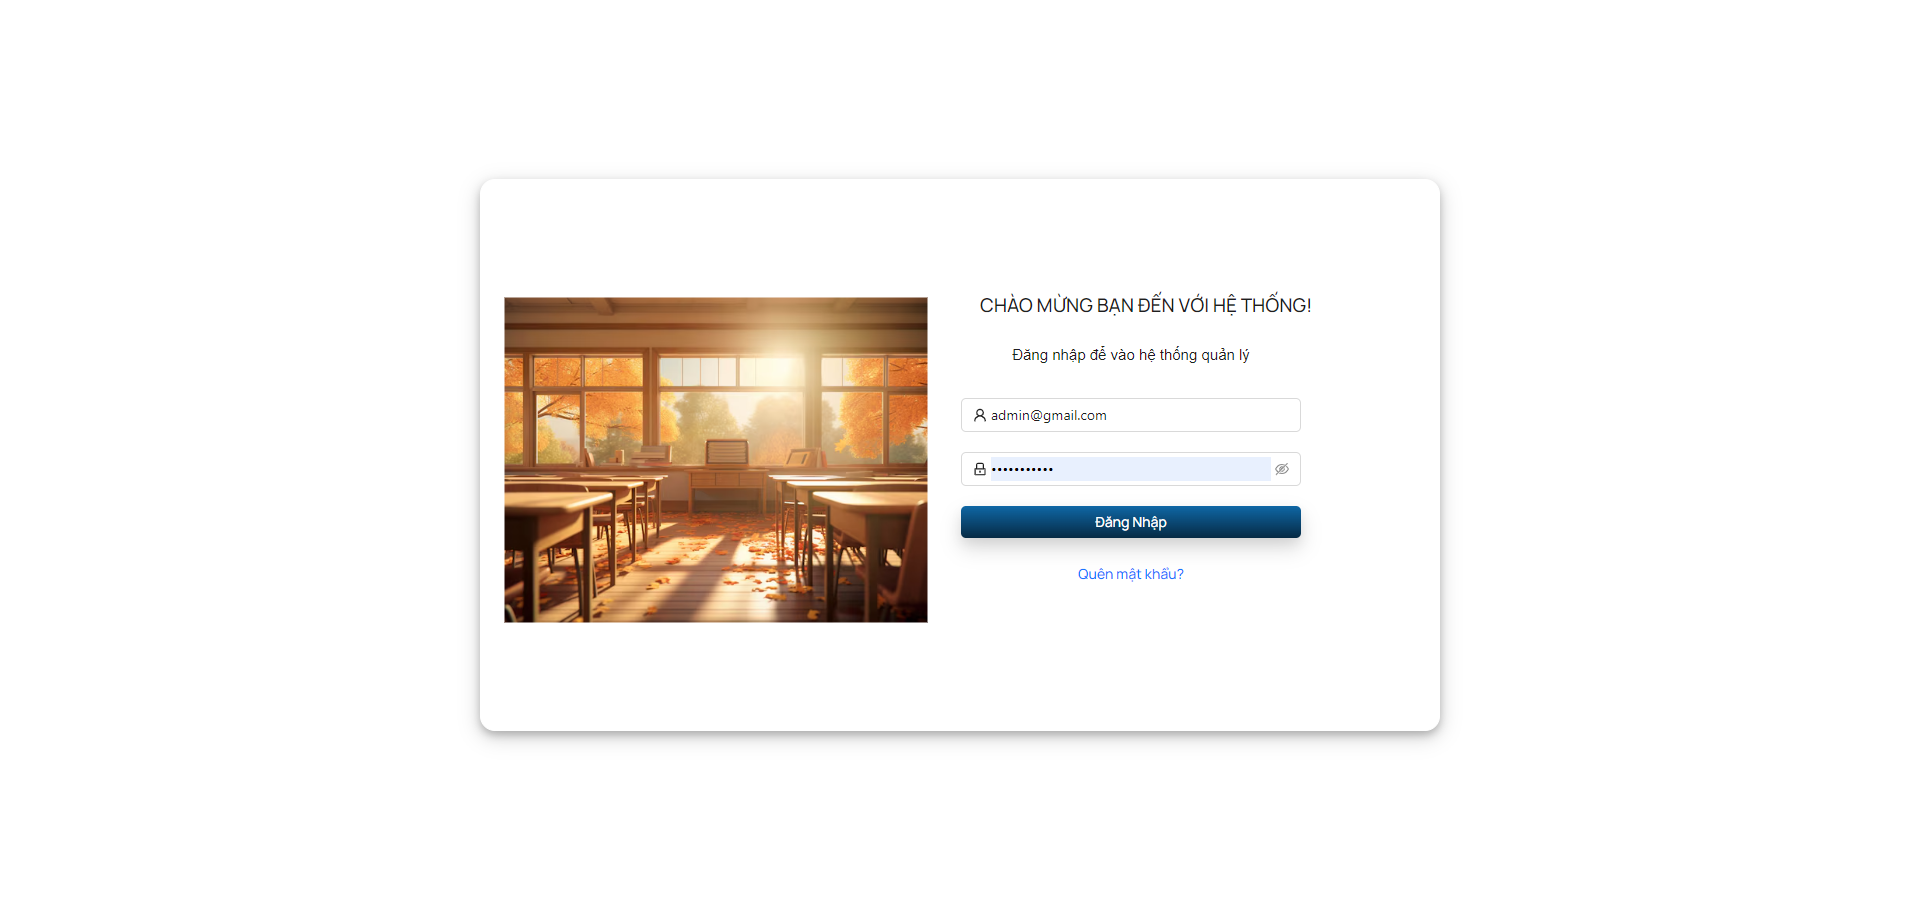 CHÀO MỪNG BẠN ĐẾN VỚI HỆ THỐNG!
Đăng nhập để vào hệ thống quản lý
admin@gmail.com
•••••••••••
Đăng Nhập
Quên mật khẩu?